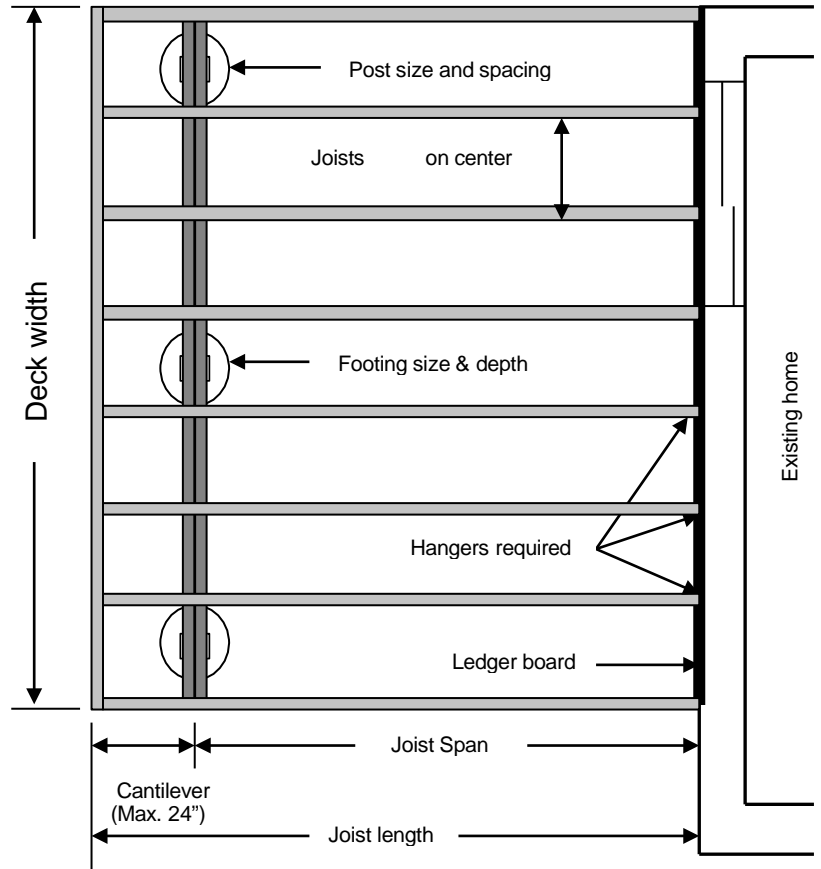 Post size and spacing
Joists on center
Deck width
Footing size & depth
Existing home
Hangers required
Ledger board
Joist Span
Cantilever
(Max. 24”)
Joist length